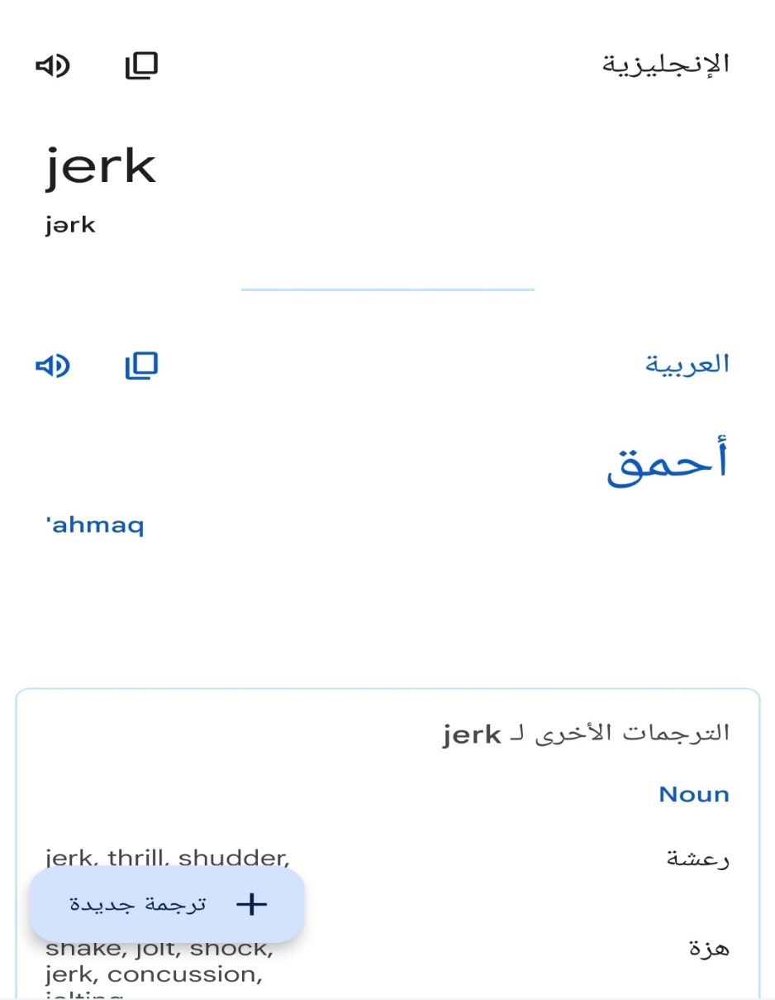 الإنجليزية
jerk
jərk
العربية
أحمق
'ahmaq
الترجمات الأخرى لـ jerk
Noun
رعشة
jerk, thrill, shudder,
ترجمة جديدة
هزة
shake, jolt, shock,
jerk, concussion,
jolting